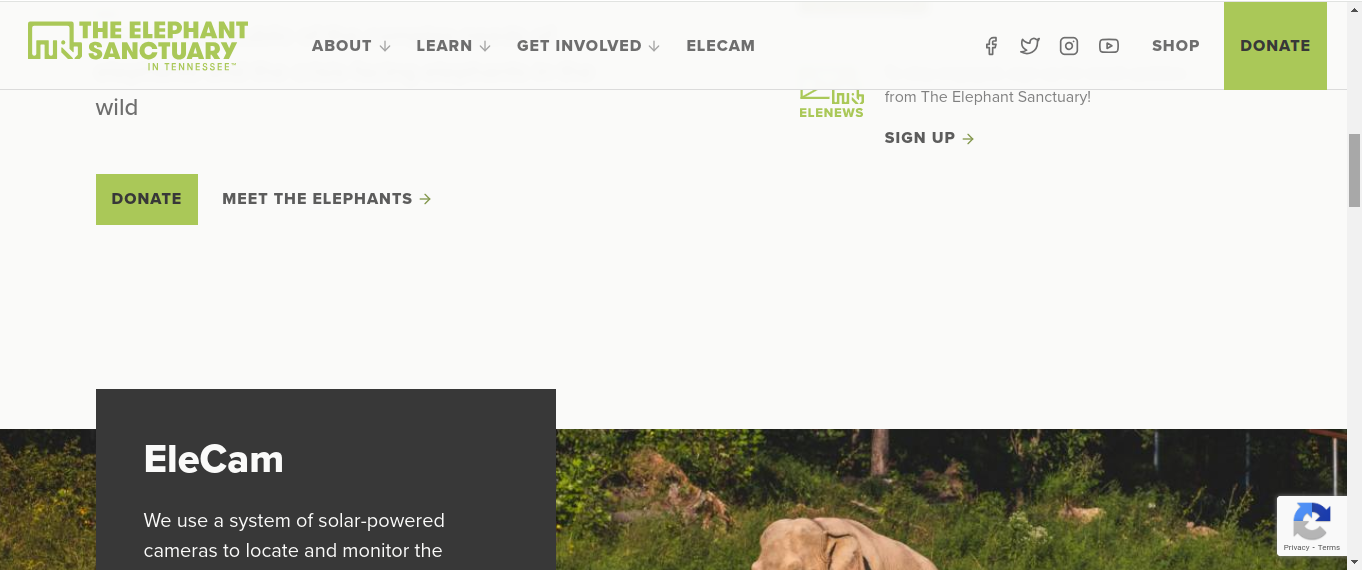 THE ELEPHANT
SANCTUARY
IN TENNESSEE™
ABOUT
LEARN
GET INVOLVED
ELECAM
SHOP
DONATE
wild
from The Elephant Sanctuary!
ELENEWS
SIGN UP
DONATE
MEET THE ELEPHANTS
EleCam
We use a system of solar-powered
cameras to locate and monitor the
Privacy - Terms